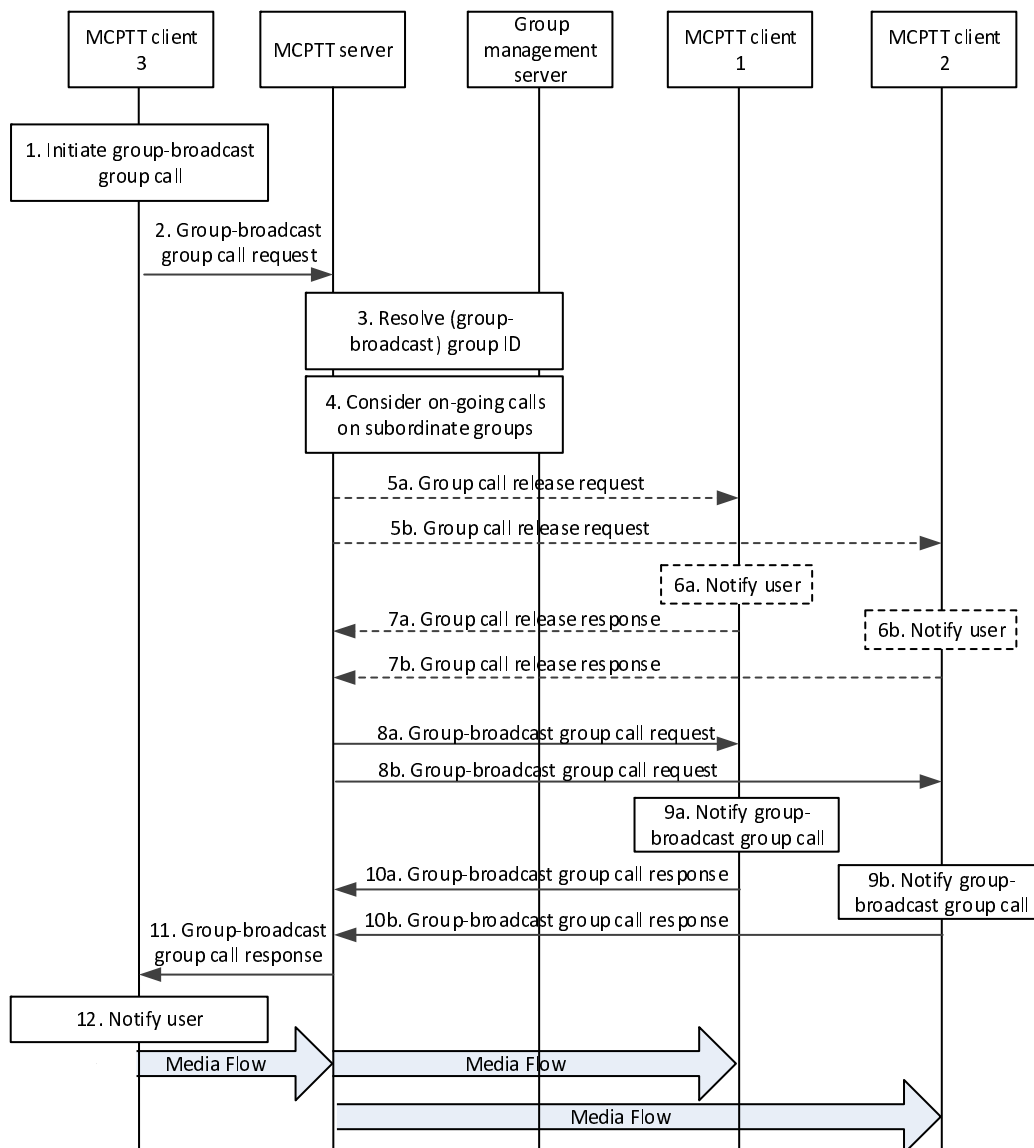 MCPTT client
3
MCPTT server
Group
management
server
MCPTT client
1
MCPTT client
2
1. Initiate group-broadcast
group call
2. Group-broadcast
group call request
3. Resolve (group-
broadcast) group ID
4. Consider on-going calls
on subordinate groups
5a. Group call release request
5b. Group call release request
6a. Notify user
7a. Group call release response
6b. Notify user
7b. Group call release response
8a. Group-broadcast group call request
8b. Group-broadcast group call request
9a. Notify group-
broadcast group call
10a. Group-broadcast group call response
9b. Notify group-
broadcast group call
10b. Group-broadcast group call response
11. Group-broadcast
group call response
12. Notify user
Media Flow
Media Flow
Media Flow